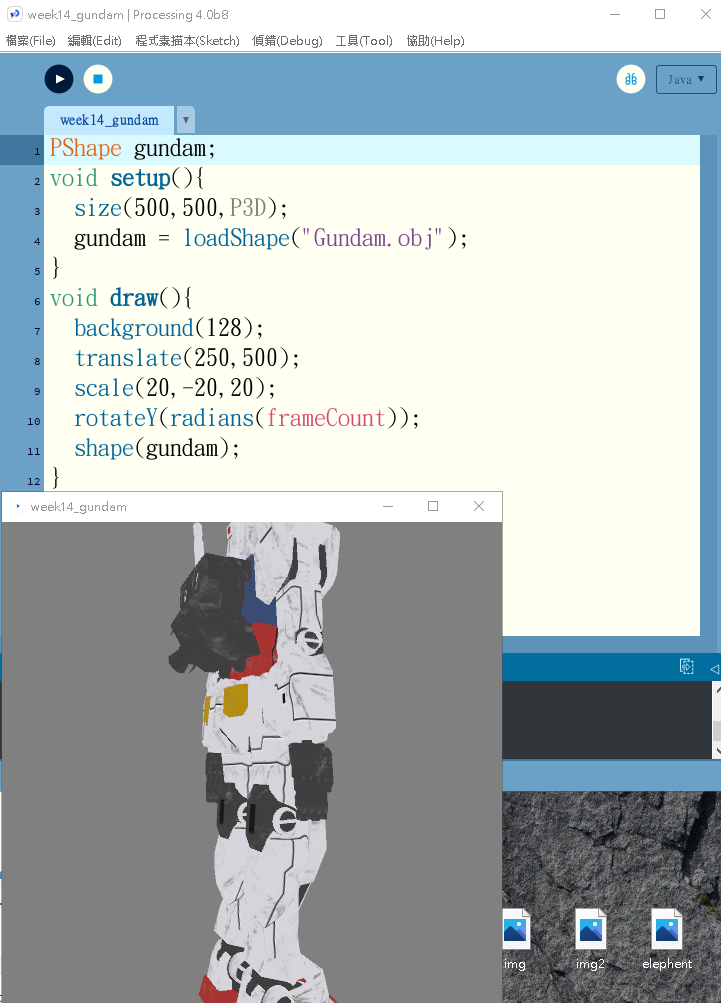 week14_gundam | Processing 4.0b8
檔案(File) 編輯(Edit) 程式素描本(Sketch) 偵錯(Debug) 工具(Tool) 協助(Help)
Java ▼
week14_gundam ▼
1 PShape gundam;
2 void setup(){
3 size(500,500,P3D);
4 gundam = loadShape("Gundam.obj");
5 }
6 void draw(){
7 background(128);
8 translate(250,500);
9 scale(20,-20,20);
10 rotateY(radians(frameCount));
11 shape(gundam);
12 }
week14_gundam
img img2 elephent